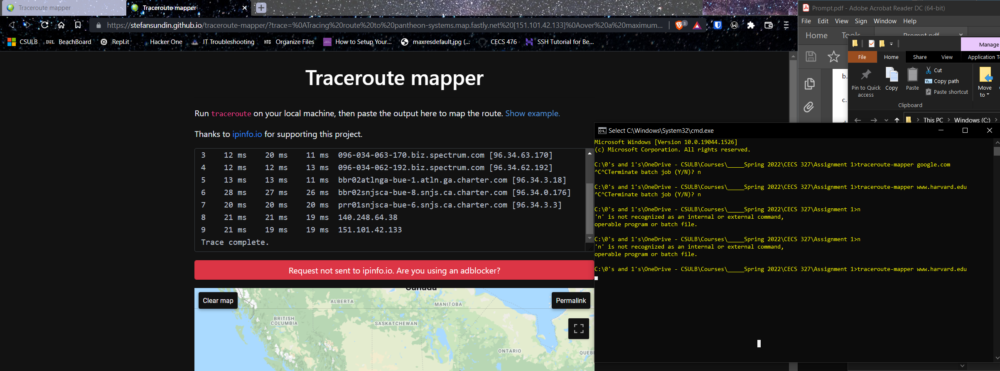 Traceroute mapper
Traceroute mapper
https://stefansundin.github.io/traceroute-mapper/?trace=%0ATracing%20route%20to%20pantheon-systems.map.fastly.net%20[151.101.42.133]%0Aover%20a%20maximum...
3
CSULB
D2L BeachBoard
Repl.it
Hacker One
IT Troubleshooting
HTG Organize Files
How to Setup Your...
maxresdefault.jpg (...
CECS 476
SSH Tutorial for Be...
Traceroute mapper
Run traceroute on your local machine, then paste the output here to map the route. Show example.
Thanks to ipinfo.io for supporting this project.
3 12 ms 20 ms 11 ms 096-034-063-170.biz.spectrum.com [96.34.63.170]
4 12 ms 12 ms 13 ms 096-034-062-192.biz.spectrum.com [96.34.62.192]
5 13 ms 13 ms 11 ms bbr02atlnga-bue-1.atln.ga.charter.com [96.34.3.18]
6 28 ms 27 ms 26 ms bbr02snjsca-bue-8.snjs.ca.charter.com [96.34.0.176]
7 20 ms 20 ms 20 ms prr01snjsca-bue-6.snjs.ca.charter.com [96.34.3.3]
8 21 ms 21 ms 19 ms 140.248.64.38
9 21 ms 19 ms 19 ms 151.101.42.133
Trace complete.
Request not sent to ipinfo.io. Are you using an adblocker?
Clear map
Permalink
Canada
ALBERTA
MANITOBA
BRITISH
COLUMBIA
SASKATCHEWAN
ONTARIO
QUEB
Prompt.pdf - Adobe Acrobat Reader DC (64-bit)
File Edit View Sign Window Help
Home Tools Prompt.pdf
b.
c.
Manage
File Home Share View Application T
Pin to Quick
access
Copy
Paste
Cut
Copy path
Paste shortcut
Move
to
Clipboard
This PC > Windows (C:) >
Select C:\Windows\System32\cmd.exe
Microsoft Windows [Version 10.0.19044.1526]
(c) Microsoft Corporation. All rights reserved.
C:\0's and 1's\OneDrive - CSULB\Courses\_____Spring 2022\CECS 327\Assignment 1>traceroute-mapper google.com
^C^CTerminate batch job (Y/N)? n
C:\0's and 1's\OneDrive - CSULB\Courses\_____Spring 2022\CECS 327\Assignment 1>traceroute-mapper www.harvard.edu
^C^CTerminate batch job (Y/N)? n
C:\0's and 1's\OneDrive - CSULB\Courses\_____Spring 2022\CECS 327\Assignment 1>n
'n' is not recognized as an internal or external command,
operable program or batch file.
C:\0's and 1's\OneDrive - CSULB\Courses\_____Spring 2022\CECS 327\Assignment 1>n
'n' is not recognized as an internal or external command,
operable program or batch file.
C:\0's and 1's\OneDrive - CSULB\Courses\_____Spring 2022\CECS 327\Assignment 1>traceroute-mapper www.harvard.edu